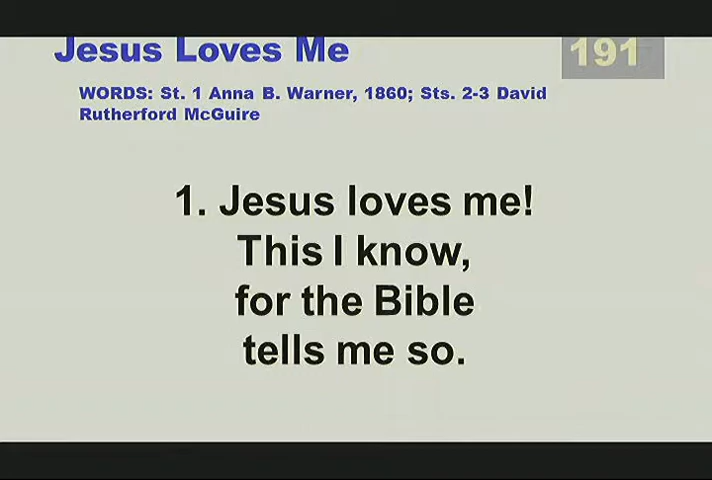 Jesus Loves Me
191
WORDS: St. 1 Anna B. Warner, 1860; Sts. 2-3 David
Rutherford McGuire
1. Jesus loves me!
This I know,
for the Bible
tells me so.